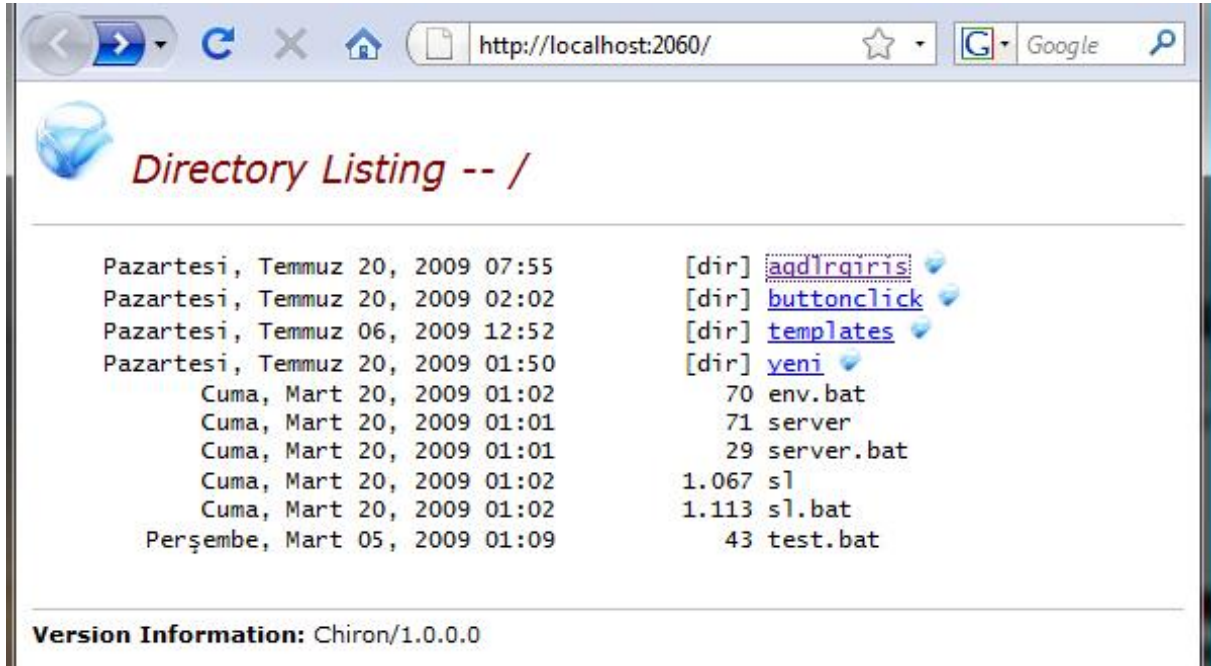 http://localhost:2060/ G Google
Directory Listing -- /
Pazartesi, Temmuz 20, 2009 07:55 [dir] agdlrgiris
Pazartesi, Temmuz 20, 2009 02:02 [dir] buttonclick
Pazartesi, Temmuz 06, 2009 12:52 [dir] templates
Pazartesi, Temmuz 20, 2009 01:50 [dir] yeni
Cuma, Mart 20, 2009 01:02 70 env.bat
Cuma, Mart 20, 2009 01:01 71 server
Cuma, Mart 20, 2009 01:01 29 server.bat
Cuma, Mart 20, 2009 01:02 1.067 sl
Cuma, Mart 20, 2009 01:02 1.113 sl.bat
Perşembe, Mart 05, 2009 01:09 43 test.bat
Version Information: Chiron/1.0.0.0